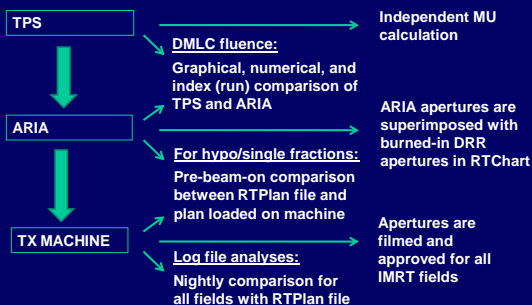 TPS
Independent MU
calculation
DMLC fluence:
Graphical, numerical, and
index (run) comparison of
TPS and ARIA
ARIA
ARIA apertures are
superimposed with
burned-in DRR
apertures in RTChart
For hypo/single fractions:
Pre-beam-on comparison
between RTPlan file and
plan loaded on machine
TX MACHINE
Apertures are
filmed and
approved for all
IMRT fields
Log file analyses:
Nightly comparison for
all fields with RTPlan file